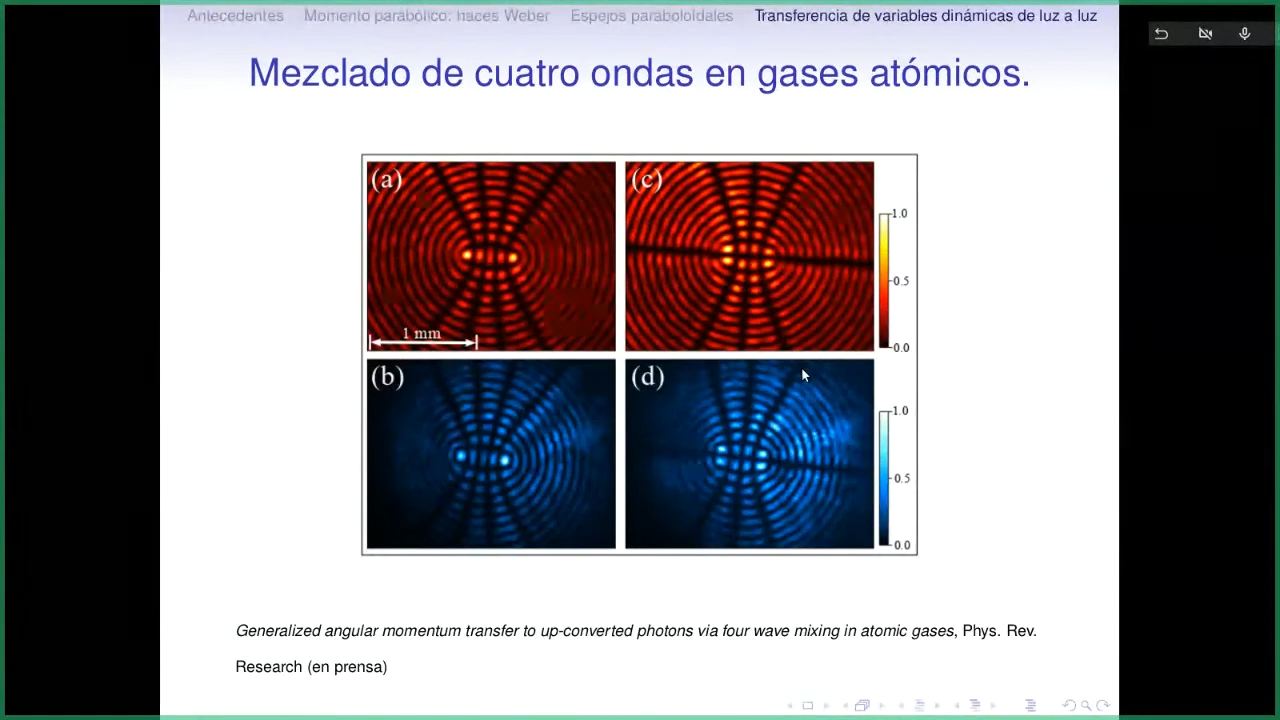 Antecedentes Momento parabólico: haces Weber Espejos paraboloidales Transferencia de variables dinámicas de luz a luz
Mezclado de cuatro ondas en gases atómicos.
(a)
(c)
1.0
0.5
0.0
1 mm
(b)
(d)
1.0
0.5
0.0
Generalized angular momentum transfer to up-converted photons via four wave mixing in atomic gases, Phys. Rev.
Research (en prensa)